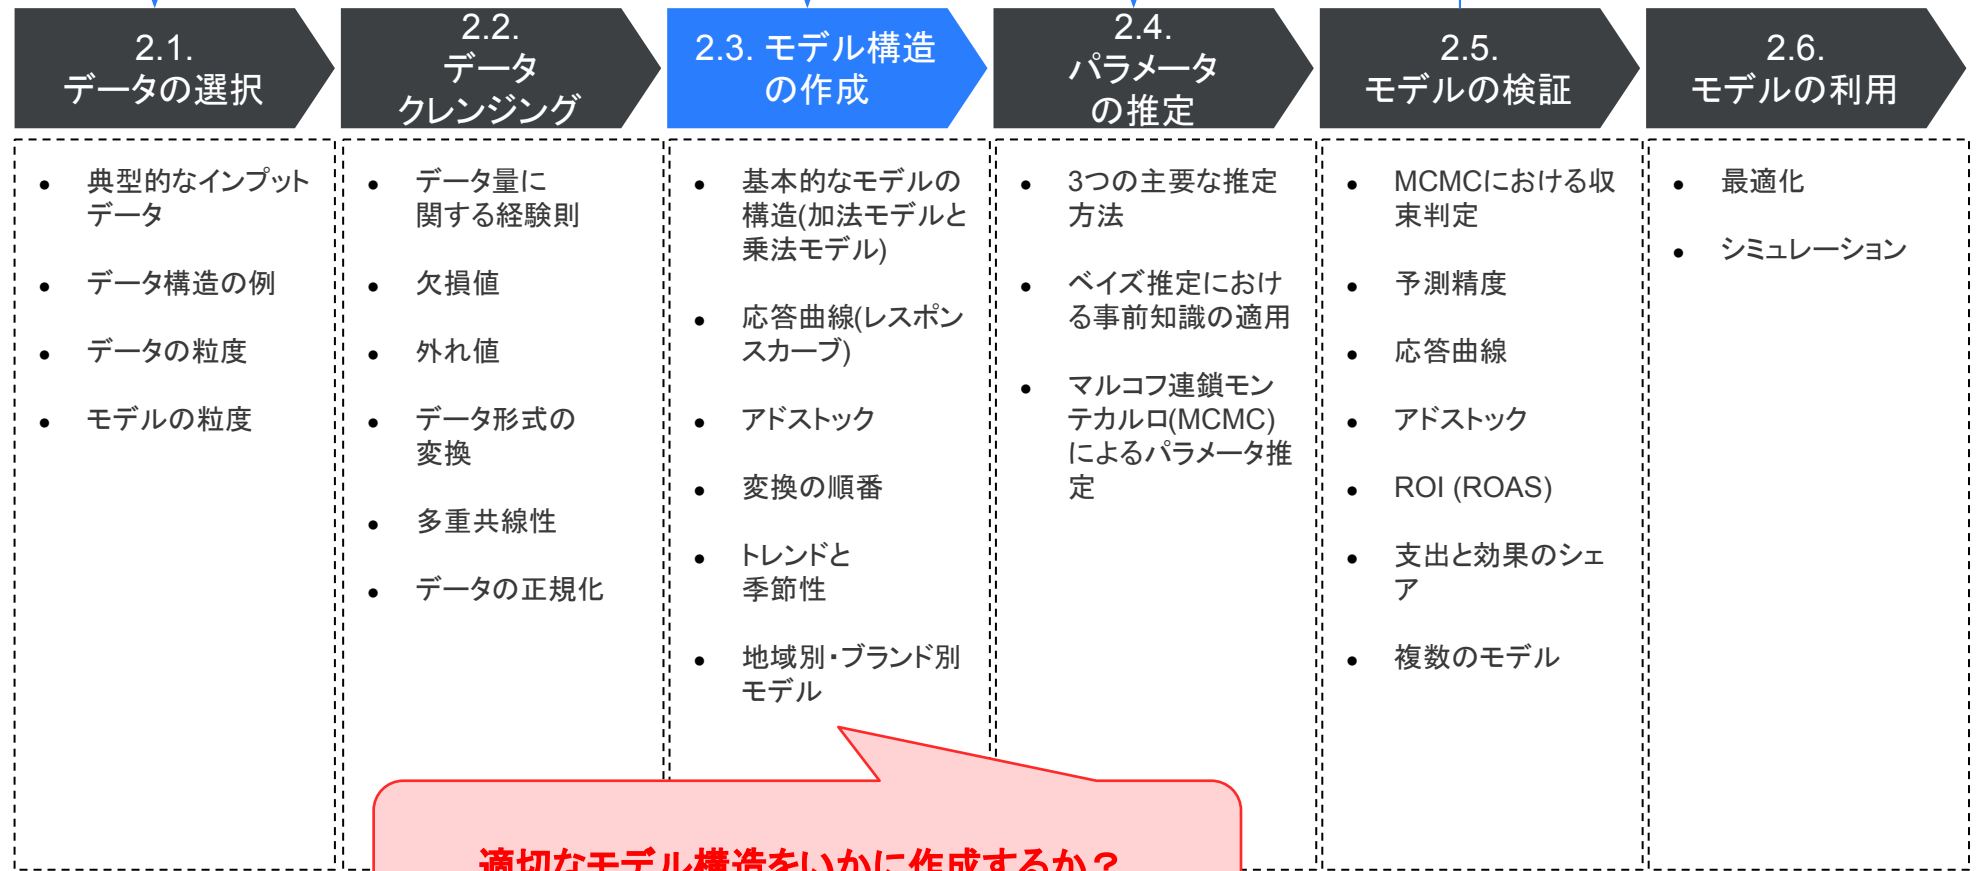 2.1.
データの選択
2.2.
データ
クレンジング
2.3. モデル構造
の作成
2.4.
パラメータ
の推定
2.5.
モデルの検証
2.6.
モデルの利用
● 典型的なインプット
データ
● データ構造の例
● データの粒度
● モデルの粒度
● データ量に
関する経験則
● 欠損値
● 外れ値
● データ形式の
変換
● 多重共線性
● データの正規化
● 基本的なモデルの
構造(加法モデルと
乗法モデル)
● 応答曲線(レスポン
スカーブ)
● アドストック
● 変換の順番
● トレンドと
季節性
● 地域別・ブランド別
モデル
● 3つの主要な推定
方法
● ベイズ推定におけ
る事前知識の適用
● マルコフ連鎖モン
テカルロ(MCMC)
によるパラメータ推
定
● MCMCにおける収
束判定
● 予測精度
● 応答曲線
● アドストック
● ROI (ROAS)
● 支出と効果のシェ
ア
● 複数のモデル
● 最適化
● シミュレーション
適切なモデル構造をいかに作成するか？